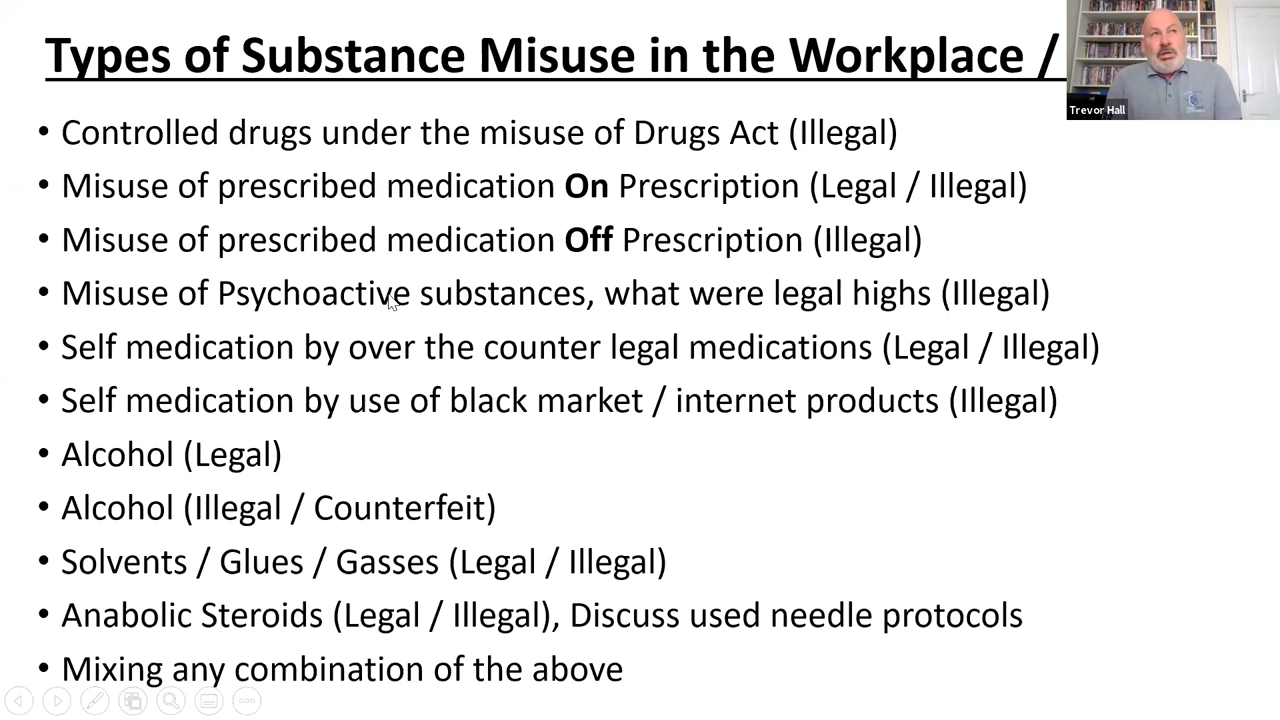 Types of Substance Misuse in the Workplace /
Trevor Hall
• Controlled drugs under the misuse of Drugs Act (Illegal)
• Misuse of prescribed medication On Prescription (Legal / Illegal)
• Misuse of prescribed medication Off Prescription (Illegal)
• Misuse of Psychoactive substances, what were legal highs (Illegal)
• Self medication by over the counter legal medications (Legal / Illegal)
• Self medication by use of black market / internet products (Illegal)
• Alcohol (Legal)
• Alcohol (Illegal / Counterfeit)
• Solvents / Glues / Gasses (Legal / Illegal)
• Anabolic Steroids (Legal / Illegal), Discuss used needle protocols
• Mixing any combination of the above